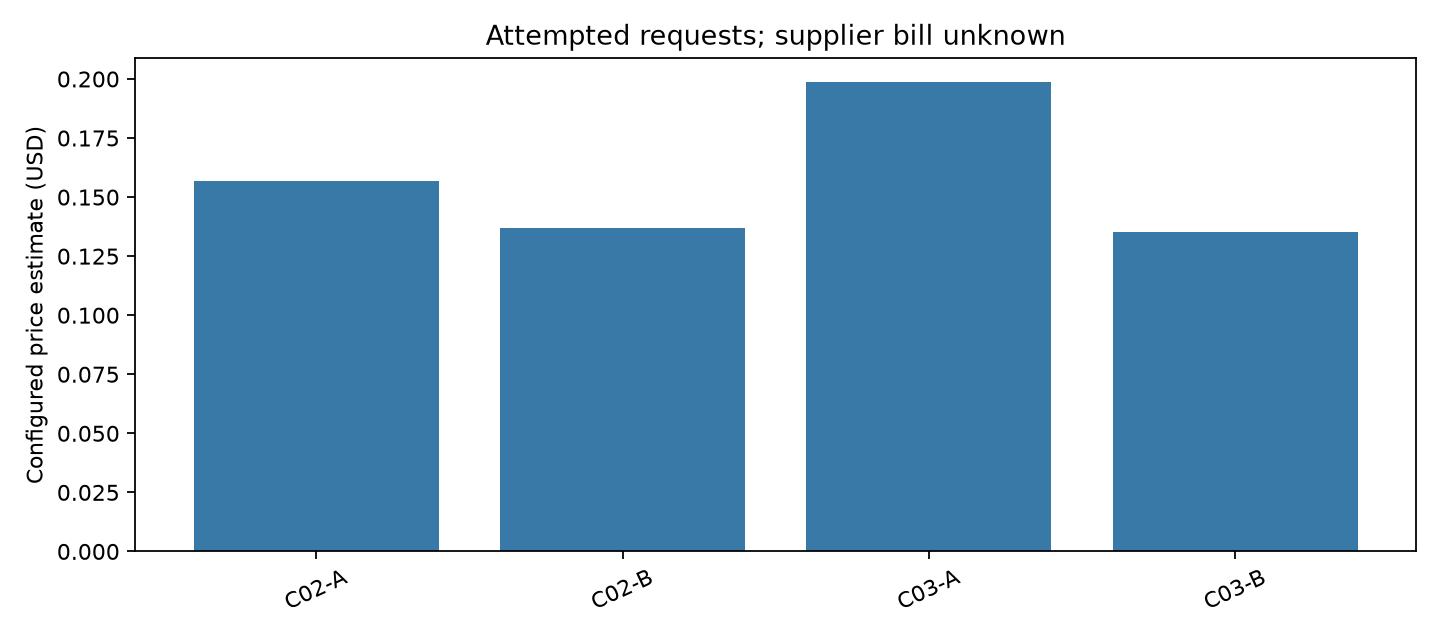 Attempted requests; supplier bill unknown
Configured price estimate (USD)
0.200
0.175
0.150
0.125
0.100
0.075
0.050
0.025
0.000
C02-A
C02-B
C03-A
C03-B